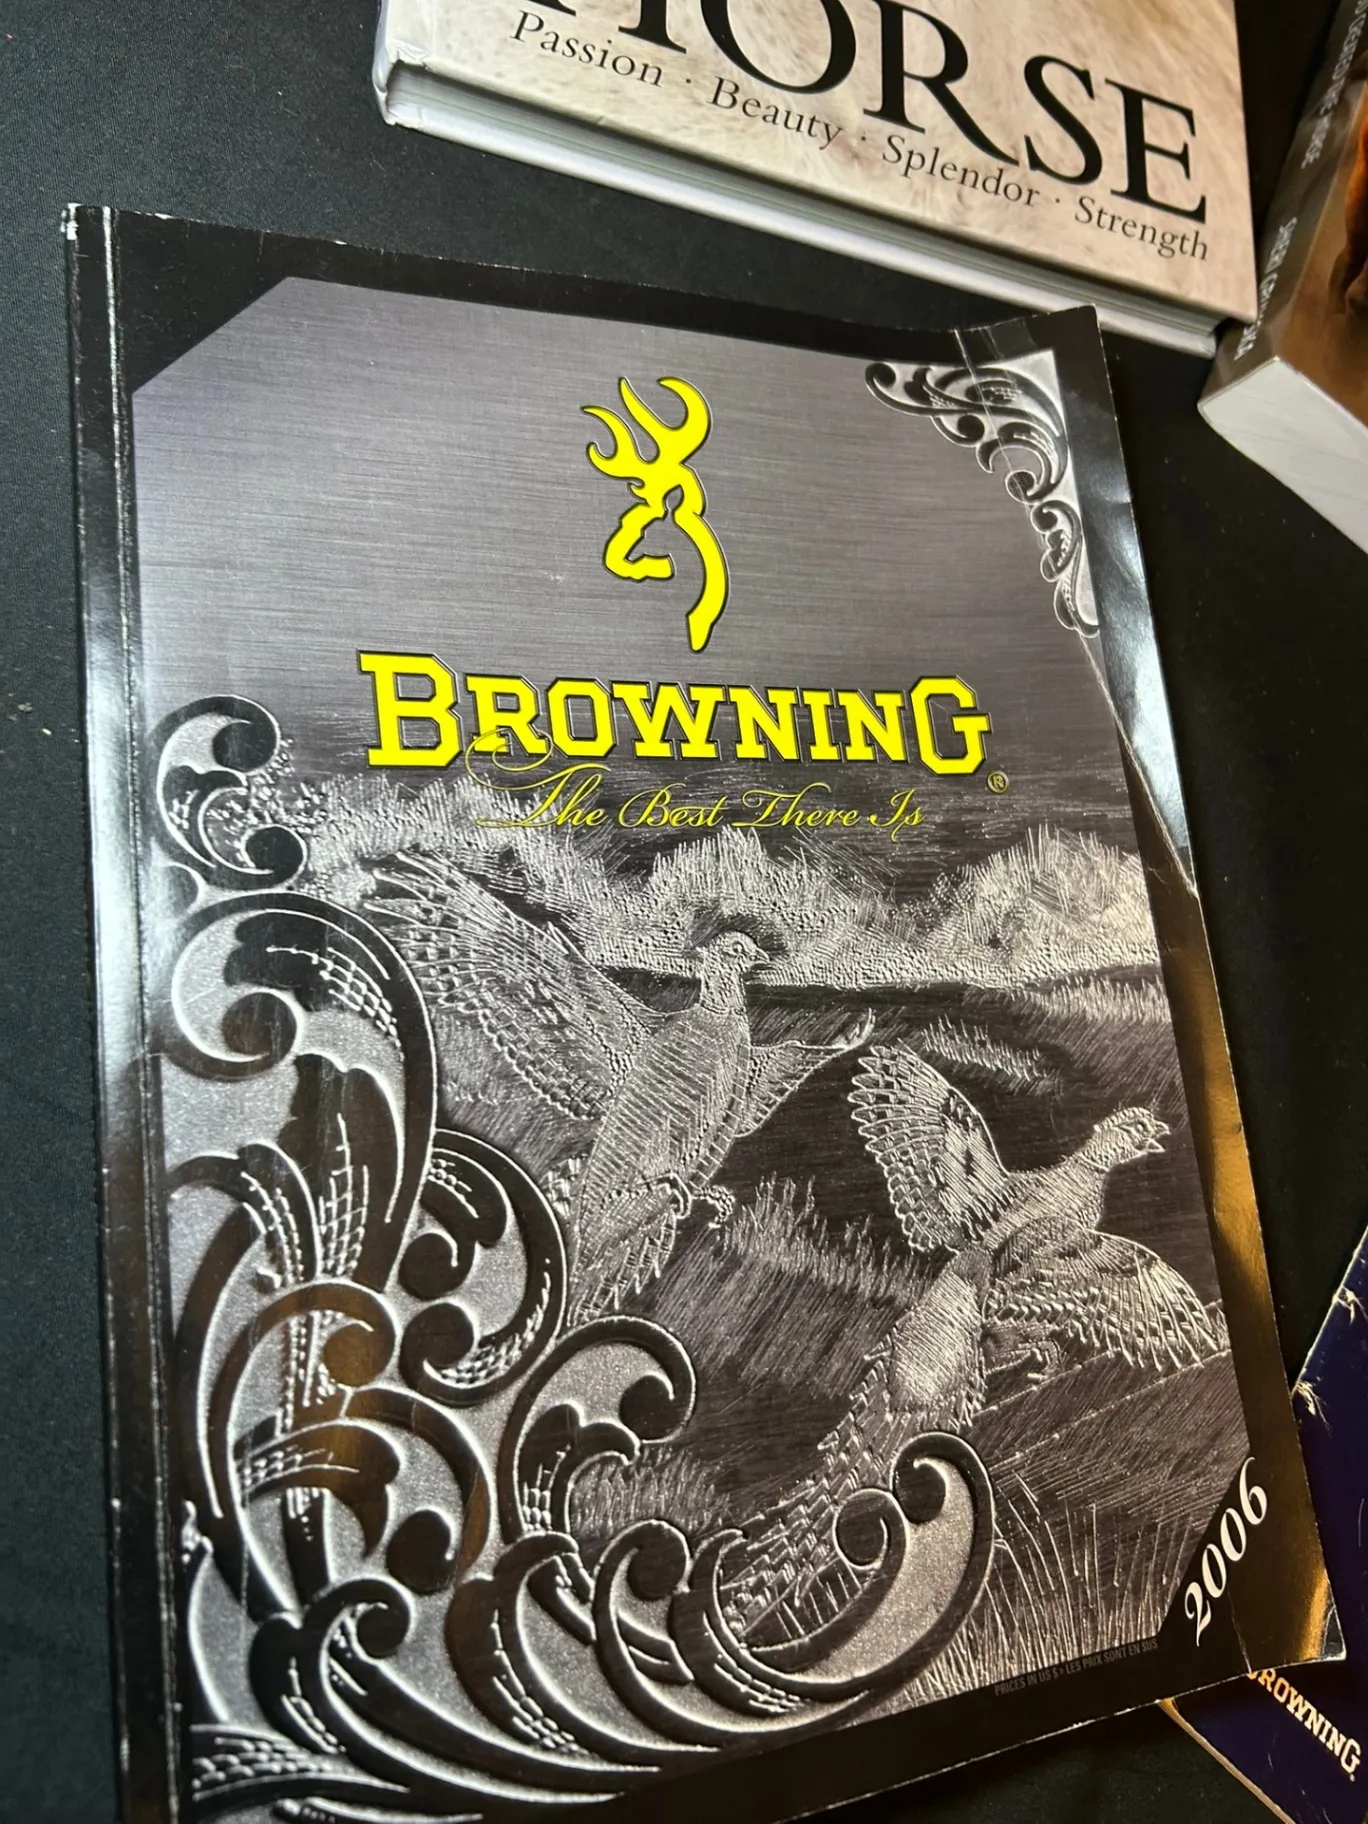 HORSE
Passion · Beauty · Splendor · Strength
BROWNING®
The Best There Is
2006
PRICES IN US $ • LES PRIX SONT EN $US
BROWNING.